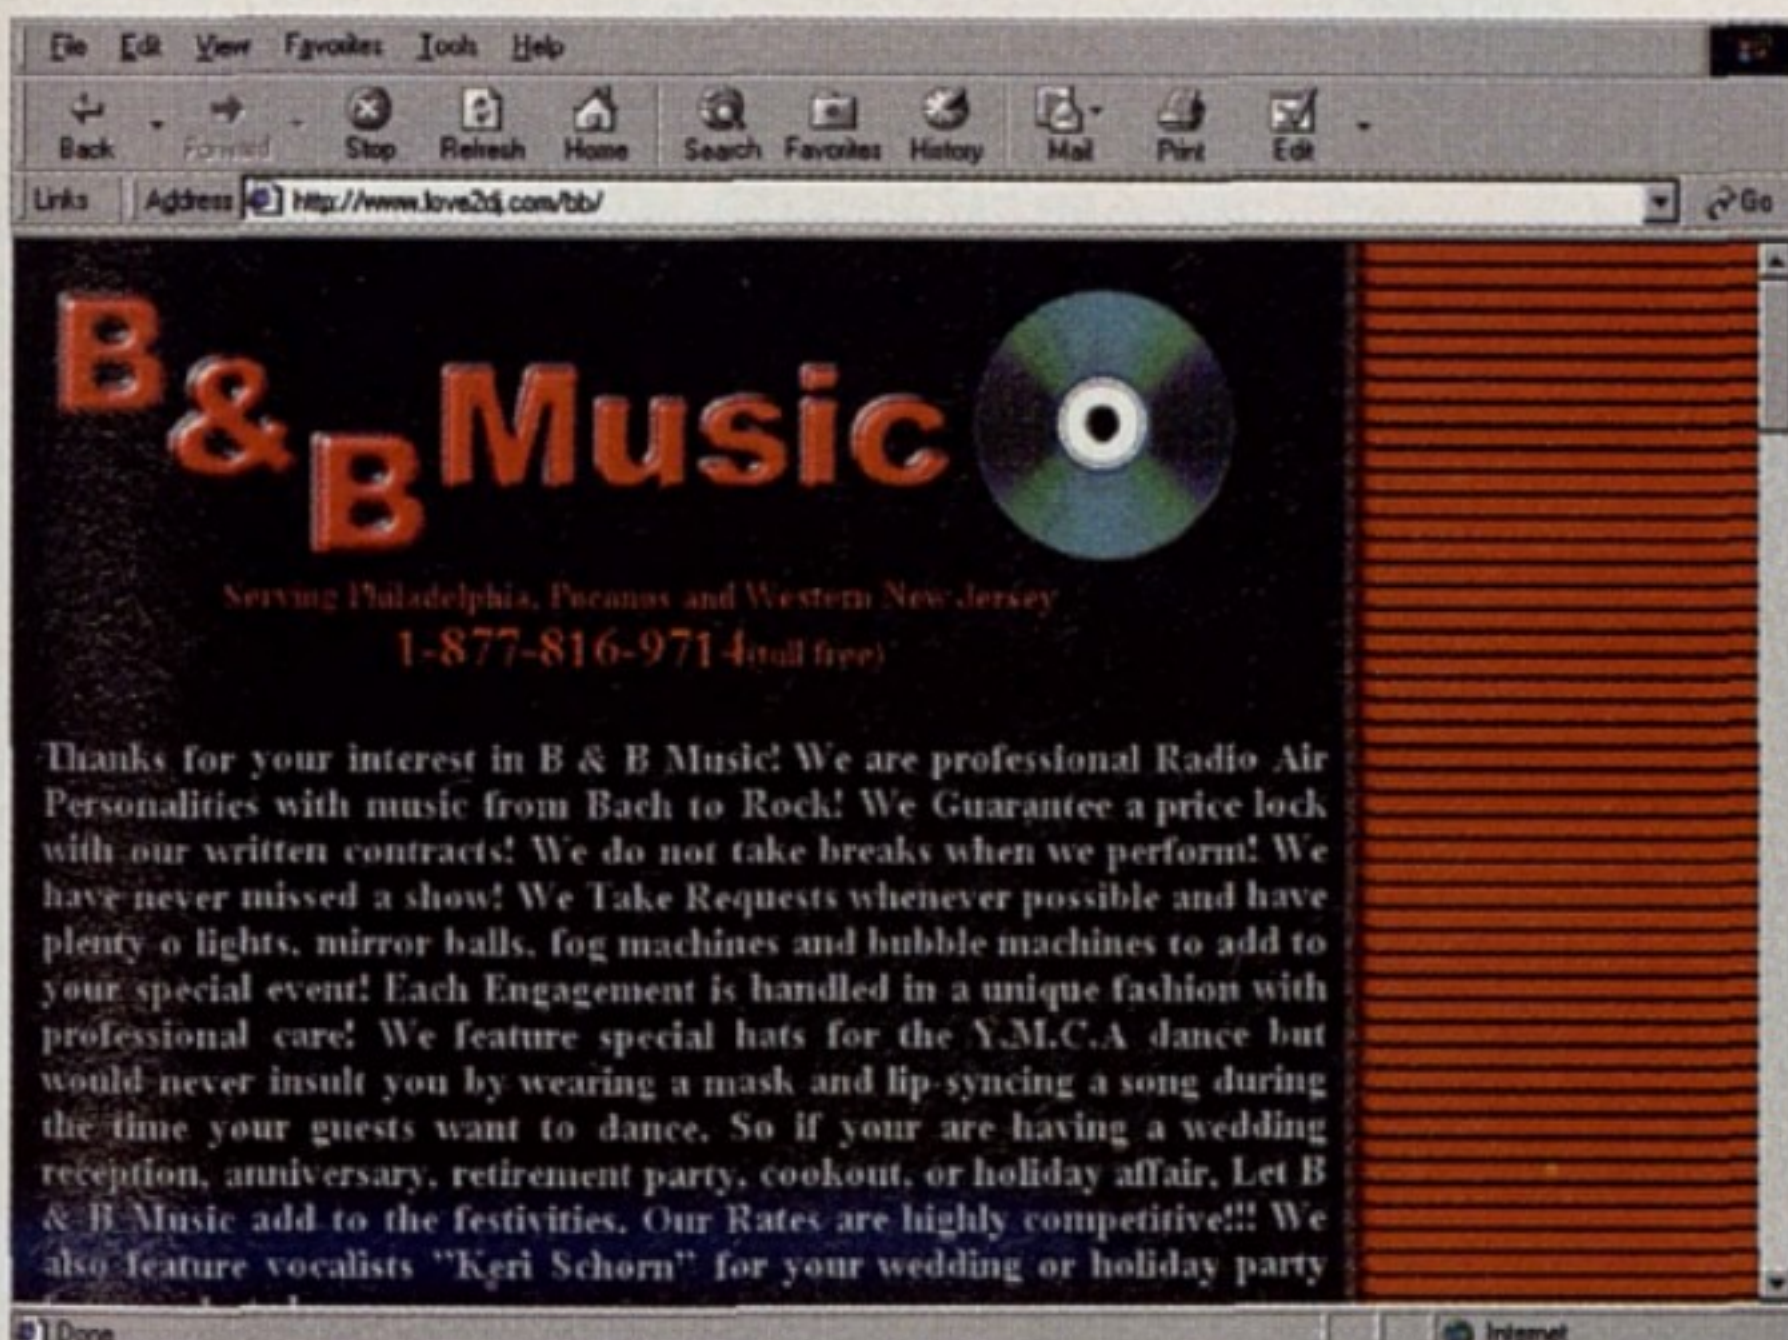 File Edit View Favorites Tools Help
Back Forward Stop Refresh Home Search Favorites History Mail Print Edit
Links Address http://www.love2dj.com/bb/ Go
B & B Music
Serving Philadelphia, Poconos and Western New Jersey
1-877-816-9714(toll free)
Thanks for your interest in B & B Music! We are professional Radio Air
Personalities with music from Bach to Rock! We Guarantee a price lock
with our written contracts! We do not take breaks when we perform! We
have never missed a show! We Take Requests whenever possible and have
plenty o lights, mirror balls, fog machines and bubble machines to add to
your special event! Each Engagement is handled in a unique fashion with
professional care! We feature special hats for the Y.M.C.A dance but
would never insult you by wearing a mask and lip-syncing a song during
the time your guests want to dance. So if your are having a wedding
reception, anniversary, retirement party, cookout, or holiday affair, Let B
& B Music add to the festivities. Our Rates are highly competitive!!! We
also feature vocalists "Keri Schorn" for your wedding or holiday party
Done Internet